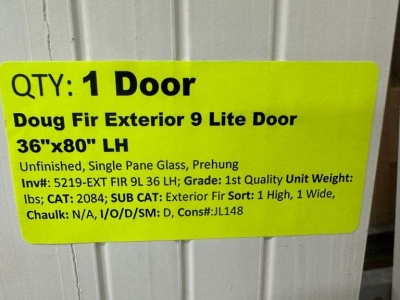 QTY: 1 Door
Doug Fir Exterior 9 Lite Door
36"x80" LH
Unfinished, Single Pane Glass, Prehung
Inv#: 5219-EXT FIR 9L 36 LH; Grade: 1st Quality Unit Weight:
lbs; CAT: 2084; SUB CAT: Exterior Fir Sort: 1 High, 1 Wide,
Chaulk: N/A, I/O/D/SM: D, Cons#:JL148